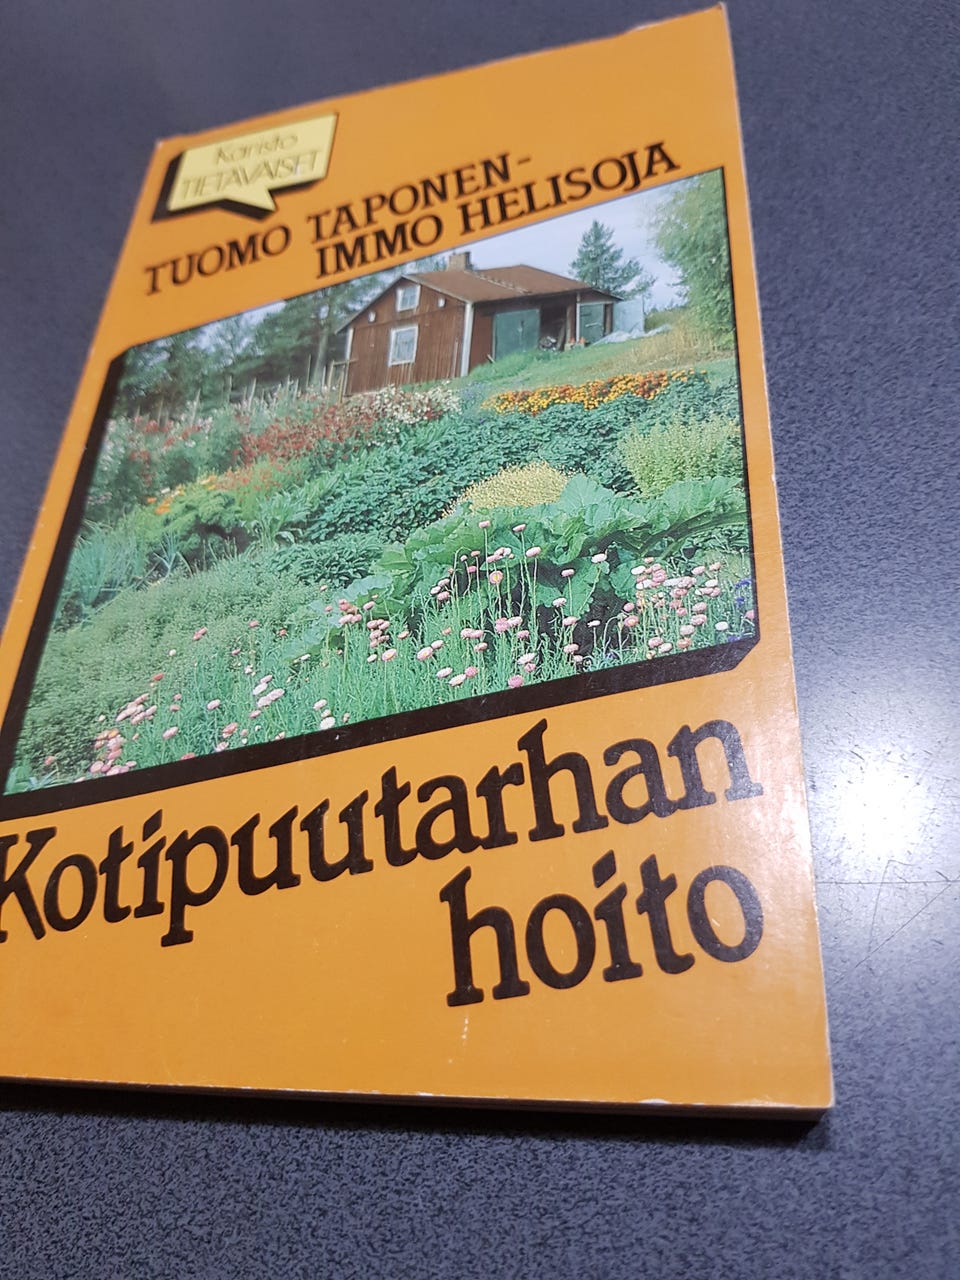 Karisto
TIETÄVÄISET
TUOMO TAPONEN-
IMMO HELISOJA
Kotipuutarhan
hoito